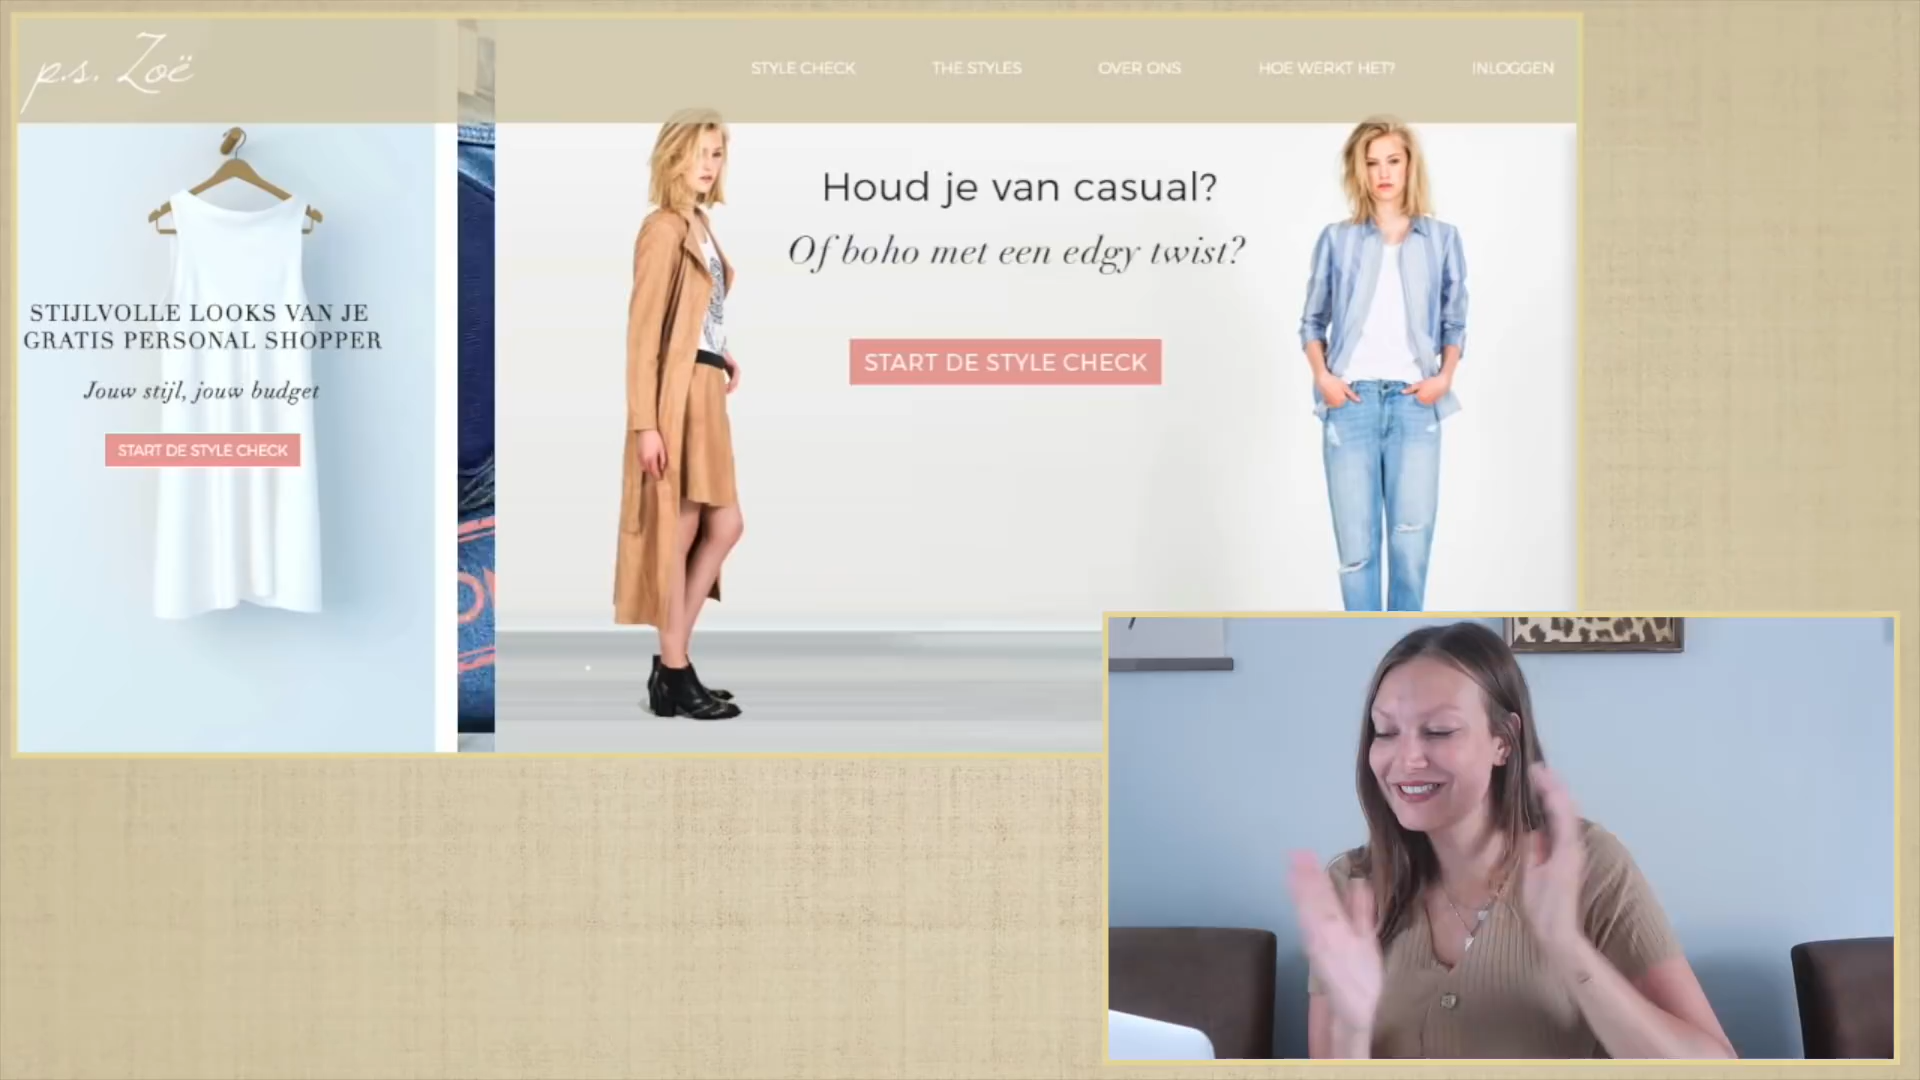 p.s. Zoë
STYLE CHECK
THE STYLES
OVER ONS
HOE WERKT HET?
INLOGGEN
STIJLVOLLE LOOKS VAN JE
GRATIS PERSONAL SHOPPER
Jouw stijl, jouw budget
START DE STYLE CHECK
Houd je van casual?
Of boho met een edgy twist?
START DE STYLE CHECK